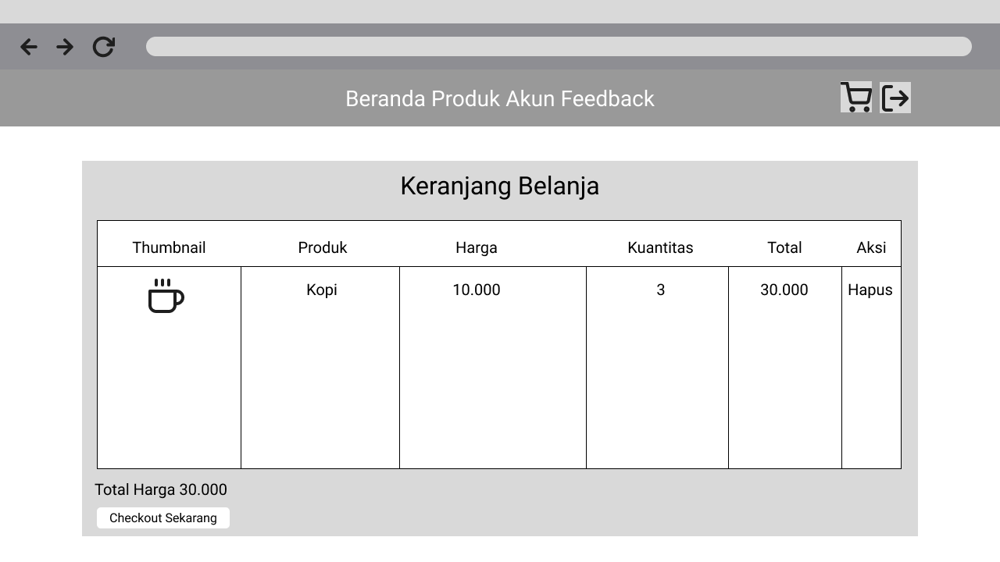 Beranda Produk Akun Feedback
Keranjang Belanja
Thumbnail Produk Harga Kuantitas Total Aksi
Kopi 10.000 3 30.000 Hapus
Total Harga 30.000
Checkout Sekarang